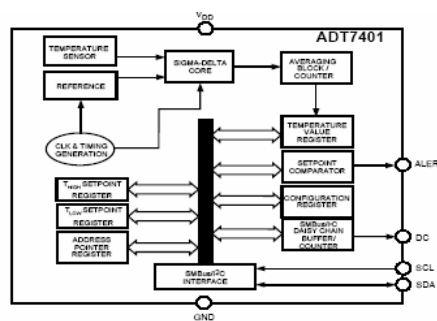 VDD
ADT7401
TEMPERATURE
SENSOR
REFERENCE
SIGMA-DELTA
CORE
AVERAGING
BLOCK /
COUNTER
CLK & TIMING
GENERATION
TEMPERATURE
VALUE
REGISTER
SETPOINT
COMPARATOR
ALER
THIGH SETPOINT
REGISTER
CONFIGURATION
REGISTER
TLOW SETPOINT
REGISTER
SMBus/I2C
DAISY CHAIN
BUFFER/
COUNTER
DC
ADDRESS
POINTER
REGISTER
SMBus/I2C
INTERFACE
SCL
SDA
GND